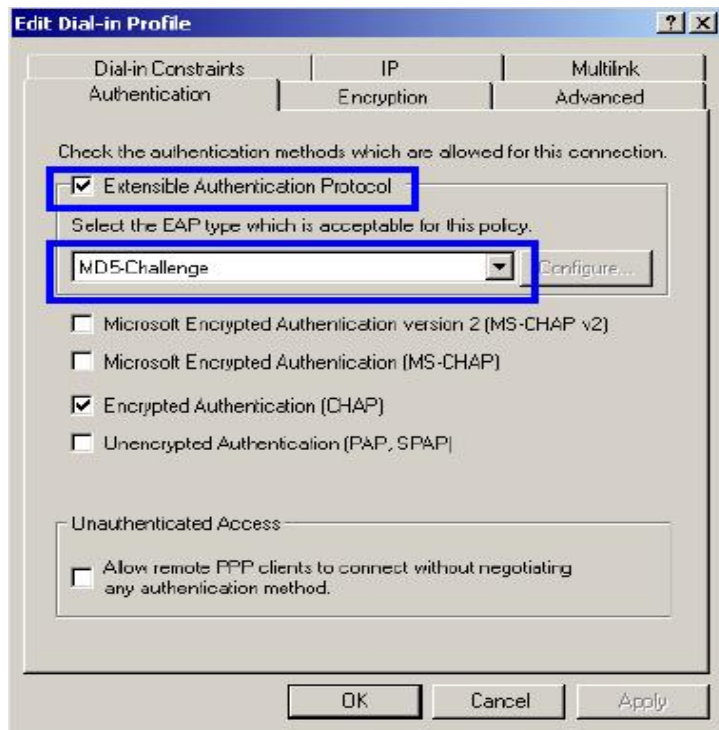 Edit Dial-in Profile
Dial-in Constraints
IP
Multilink
Authentication
Encryption
Advanced
Check the authentication methods which are allowed for this connection.
Extensible Authentication Protocol
Select the EAP type which is acceptable for this policy.
MD5-Challenge
Configure...
Microsoft Encrypted Authentication version 2 (MS-CHAP v2)
Microsoft Encrypted Authentication (MS-CHAP)
Encrypted Authentication (CHAP)
Unencrypted Authentication (PAP, SPAP)
Unauthenticated Access
Allow remote PPP clients to connect without negotiating
any authentication method.
OK
Cancel
Apply